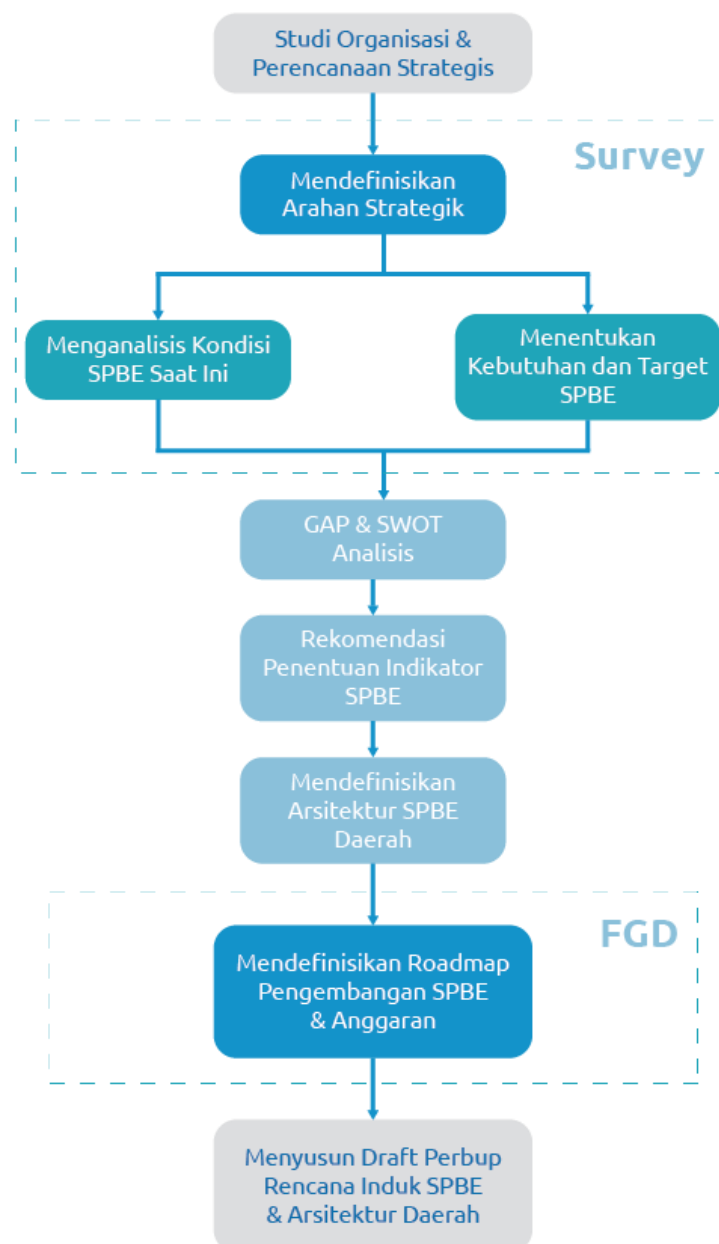 Studi Organisasi &
Perencanaan Strategis
Survey
Mendefinisikan
Arahan Strategik
Menganalisis Kondisi
SPBE Saat Ini
Menentukan
Kebutuhan dan Target
SPBE
GAP & SWOT
Analisis
Rekomendasi
Penentuan Indikator
SPBE
Mendefinisikan
Arsitektur SPBE
Daerah
FGD
Mendefinisikan Roadmap
Pengembangan SPBE
& Anggaran
Menyusun Draft Perbup
Rencana Induk SPBE
& Arsitektur Daerah